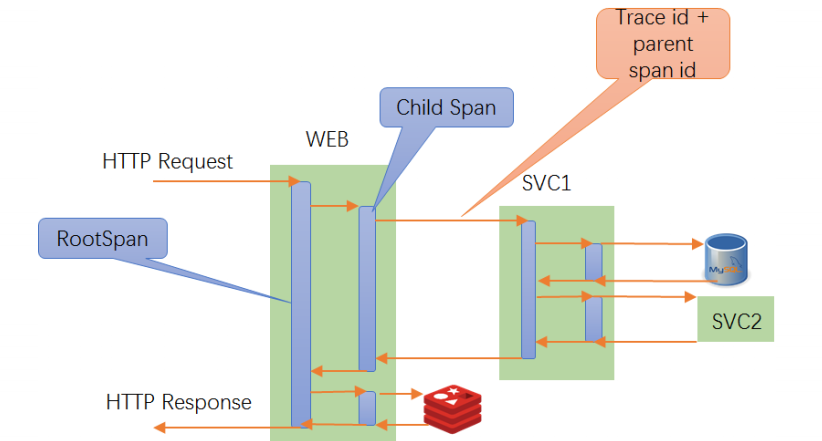 Trace id +
parent
span id
Child Span
WEB
HTTP Request
SVC1
RootSpan
MySQL
SVC2
HTTP Response